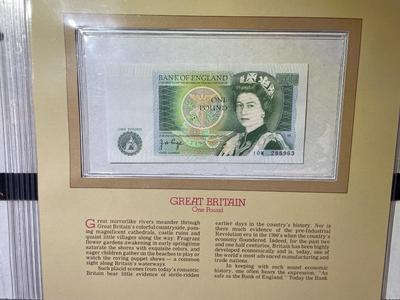 BANK OF ENGLAND
ONE
POUND
10W 288963
GREAT BRITAIN
One Pound
Great mirrorlike rivers meander through
Great Britain's colorful countryside, pass-
ing magnificent cathedrals, castle ruins and
quaint little villages along the way. Fragrant
flower gardens awakening in early springtime
saturate the shores with exquisite colors, and
eager children gather on the beaches to play or
watch the roving puppet shows — a common
sight along Britain's waterways.
Such placid scenes from today's romantic
Britain bear little evidence of strife-ridden
earlier days in the country's history. Nor is
there much evidence of the pre-Industrial
Revolution era in the 1700's when the country's
economy floundered. Indeed, for the past two
and one half centuries, Britain has been highly
developed economically and is, today, one of
the world's most advanced manufacturing and
trade nations.
In keeping with such sound economic
history, one often hears the expression, "As
safe as the Bank of England." Today the Bank